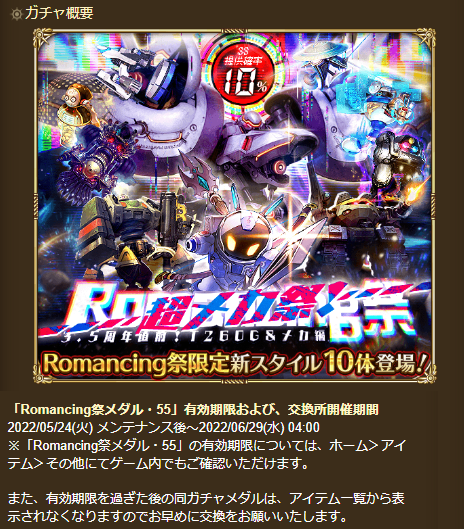 ガチャ概要
SS
提供確率
10%
Ro超メカ祭!
3.5周年直前!T260G&メカ編
Romancing祭限定新スタイル10体登場!
「Romancing祭メダル・55」有効期限および、交換所開催期間
2022/05/24(火) メンテナンス後～2022/06/29(水) 04:00
※「Romancing祭メダル・55」の有効期限については、ホーム＞アイ
テム＞その他にてゲーム内でもご確認いただけます。
また、有効期限を過ぎた後の同ガチャメダルは、アイテム一覧から表
示されなくなりますのでお早めに交換をお願いいたします。